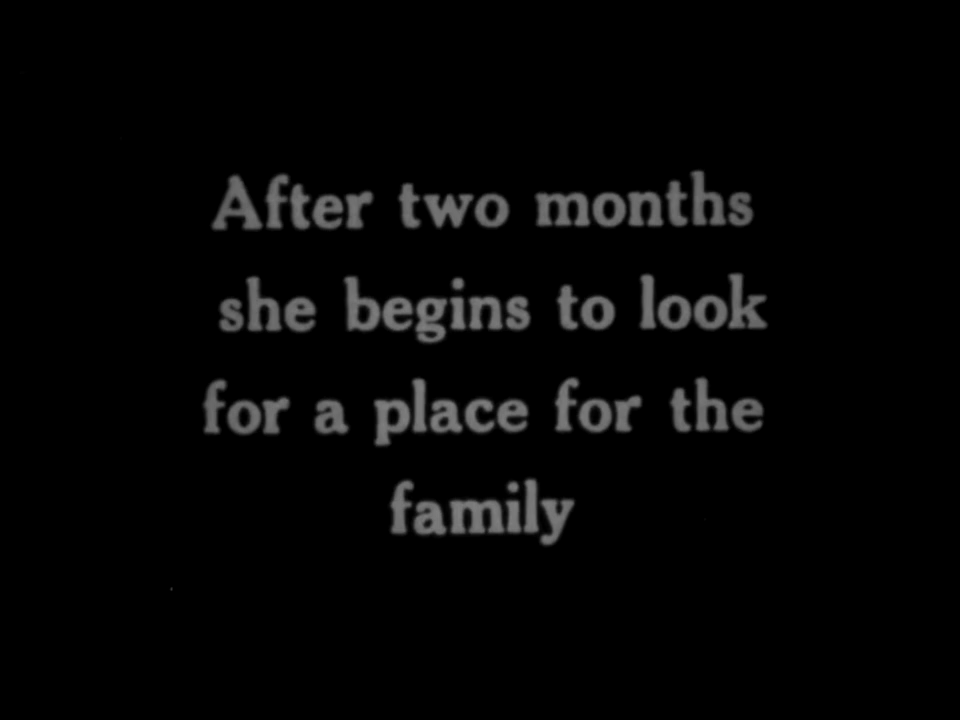 After two months
she begins to look
for a place for the
family